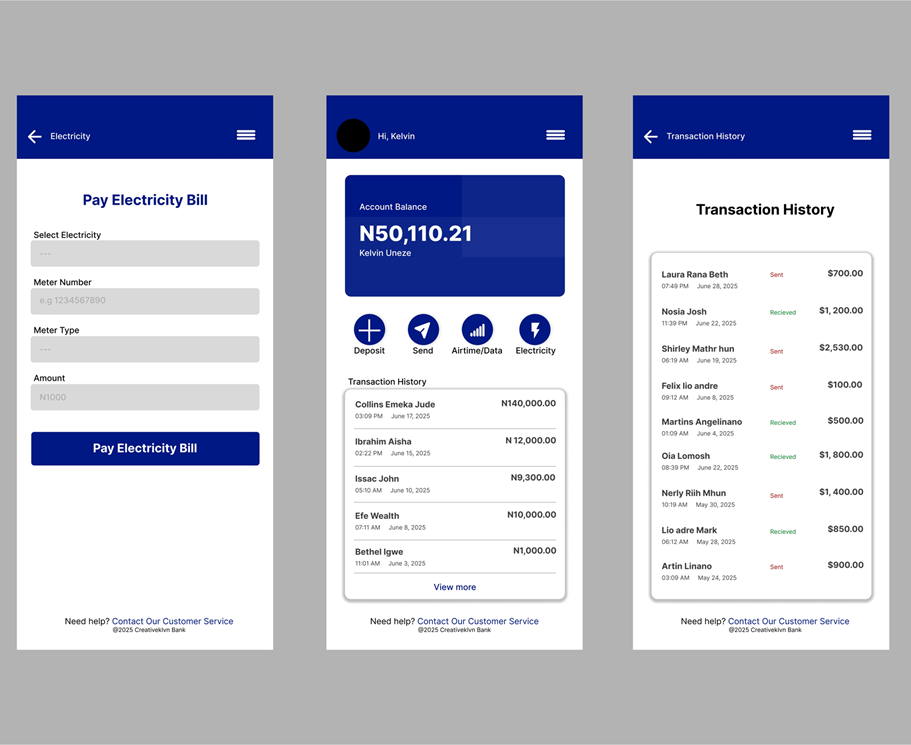 Electricity
Pay Electricity Bill
Select Electricity
---
Meter Number
e.g 1234567890
Meter Type
---
Amount
N1000
Pay Electricity Bill
Need help? Contact Our Customer Service
@2025 Creativeklvn Bank
Hi, Kelvin
Account Balance
N50,110.21
Kelvin Uneze
Deposit
Send
Airtime/Data
Electricity
Transaction History
Collins Emeka Jude N140,000.00
03:09 PM June 17, 2025
Ibrahim Aisha N 12,000.00
02:22 PM June 15, 2025
Issac John N9,300.00
05:10 AM June 10, 2025
Efe Wealth N10,000.00
07:11 AM June 8, 2025
Bethel Igwe N1,000.00
11:01 AM June 3, 2025
View more
Need help? Contact Our Customer Service
@2025 Creativeklvn Bank
Transaction History
Transaction History
Laura Rana Beth Sent $700.00
07:49 PM June 28, 2025
Nosia Josh Recieved $1, 200.00
11:39 PM June 22, 2025
Shirley Mathr hun Sent $2,530.00
06:19 AM June 19, 2025
Felix lio andre Sent $100.00
09:12 AM June 8, 2025
Martins Angelinano Recieved $500.00
01:09 AM June 4, 2025
Oia Lomosh Recieved $1, 800.00
08:39 PM June 22, 2025
Nerly Riih Mhun Sent $1, 400.00
10:19 AM May 30, 2025
Lio adre Mark Recieved $850.00
06:12 AM May 28, 2025
Artin Linano Sent $900.00
03:09 AM May 24, 2025
Need help? Contact Our Customer Service
@2025 Creativeklvn Bank